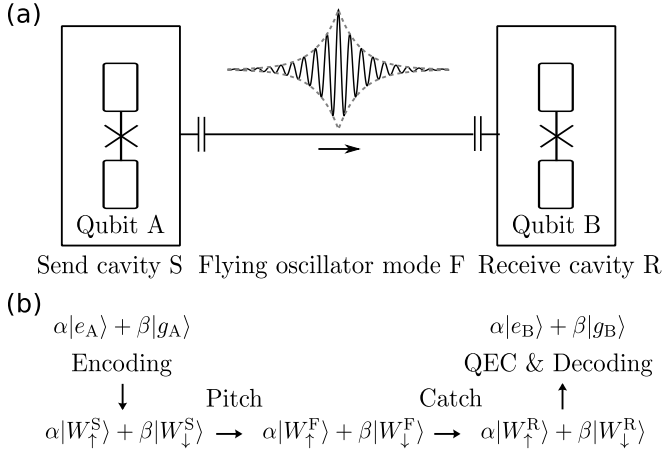 (a)
Qubit A Qubit B
Send cavity S Flying oscillator mode F Receive cavity R
(b)
α|e_A⟩ + β|g_A⟩ α|e_B⟩ + β|g_B⟩
Encoding QEC & Decoding
Pitch Catch
α|W_↑^S⟩ + β|W_↓^S⟩ → α|W_↑^F⟩ + β|W_↓^F⟩ → α|W_↑^R⟩ + β|W_↓^R⟩